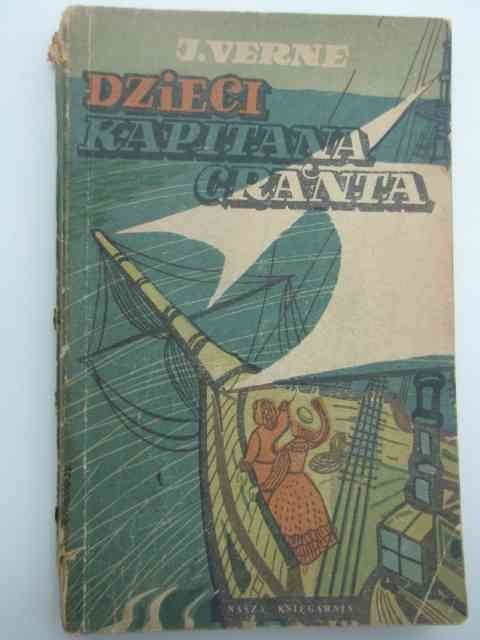 J. VERNE
DZiECI
KAPITANA
GRANTA
NASZA KSIĘGARNIA